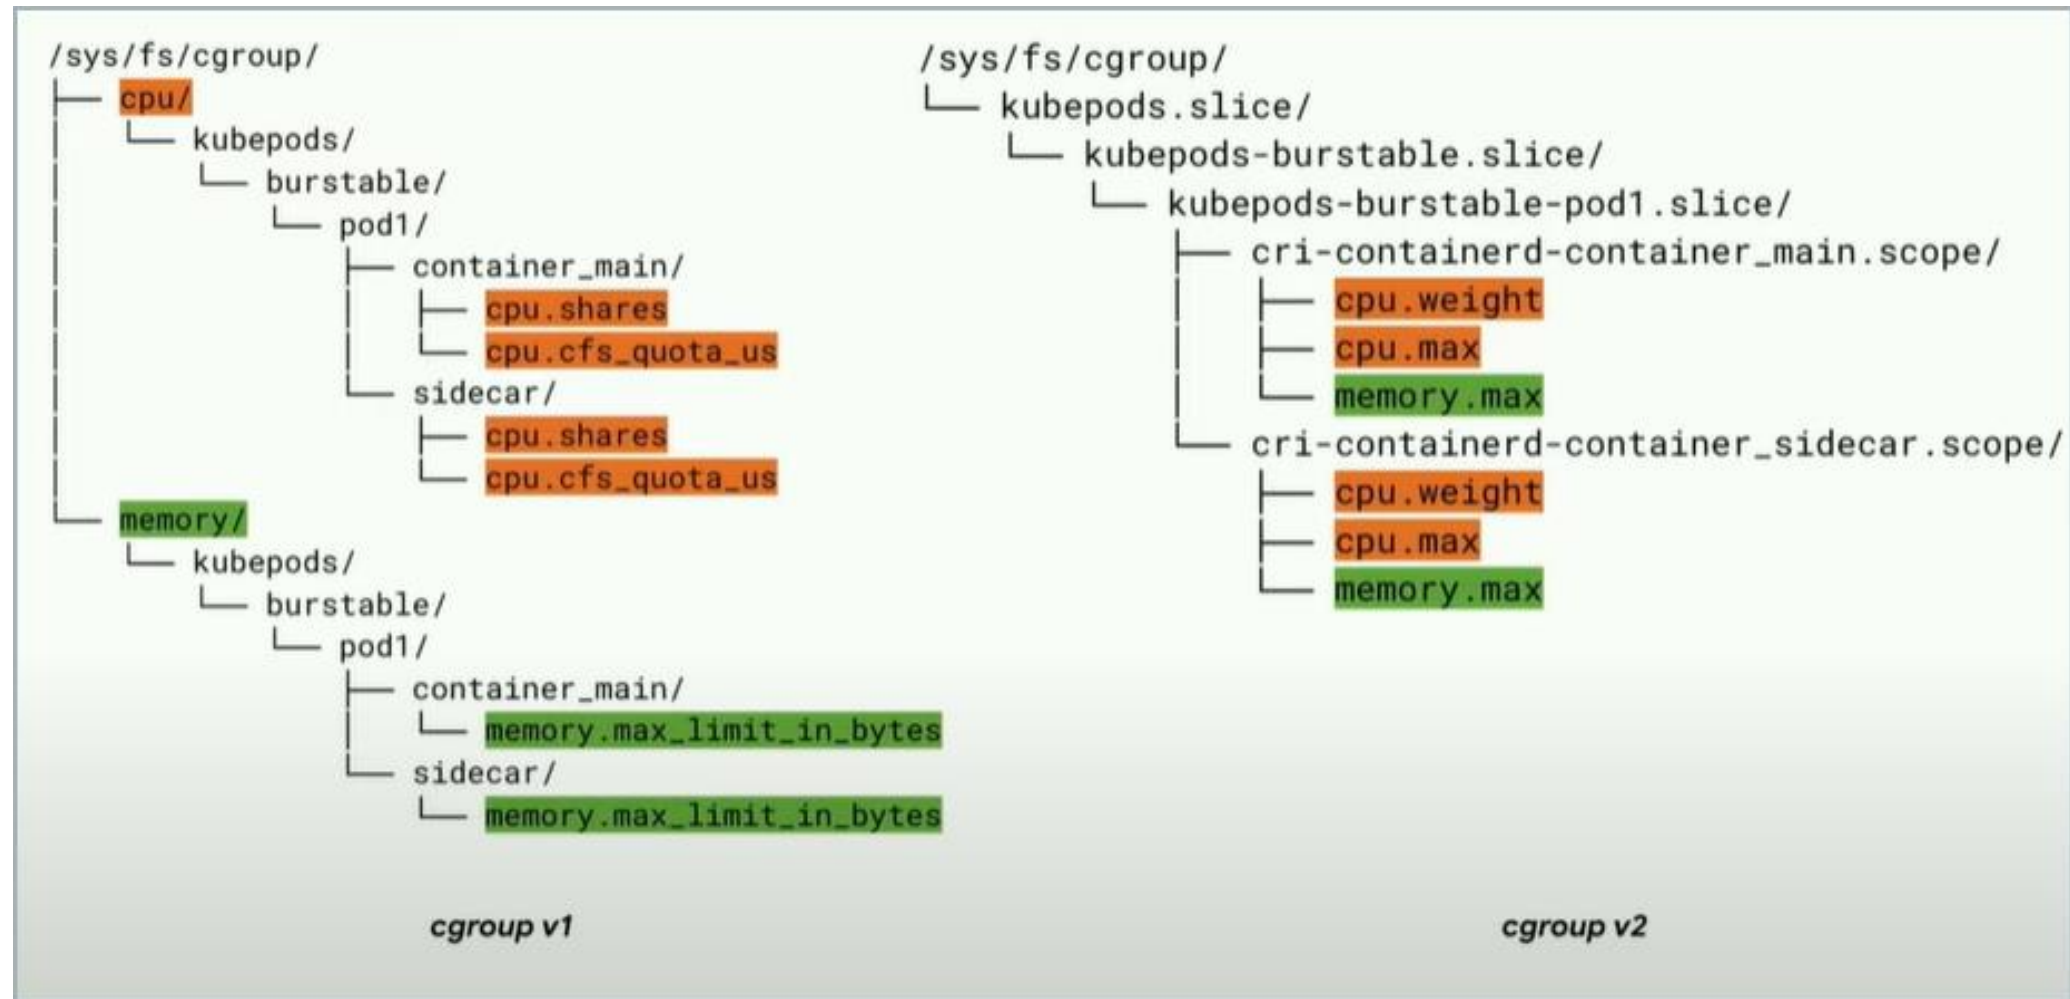 /sys/fs/cgroup/
cpu/
kubepods/
burstable/
pod1/
container_main/
cpu.shares
cpu.cfs_quota_us
sidecar/
cpu.shares
cpu.cfs_quota_us
memory/
kubepods/
burstable/
pod1/
container_main/
memory.max_limit_in_bytes
sidecar/
memory.max_limit_in_bytes
cgroup v1
/sys/fs/cgroup/
kubepods.slice/
kubepods-burstable.slice/
kubepods-burstable-pod1.slice/
cri-containerd-container_main.scope/
cpu.weight
cpu.max
memory.max
cri-containerd-container_sidecar.scope/
cpu.weight
cpu.max
memory.max
cgroup v2